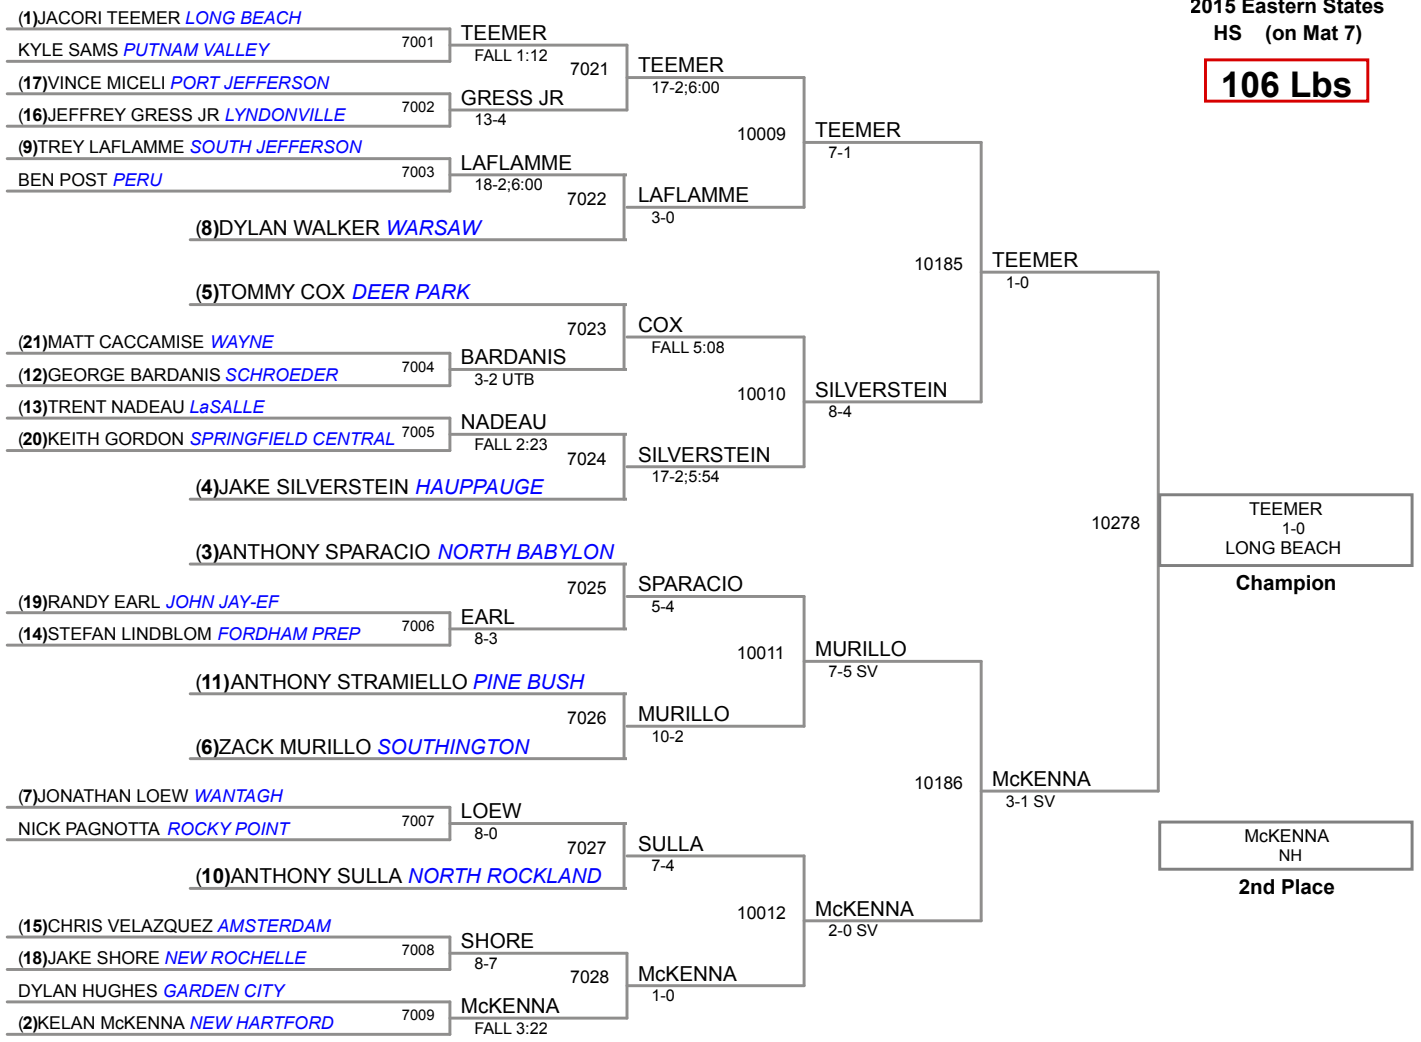 2015 Eastern States
HS (on Mat 7)
106 Lbs
(1)JACORI TEEMER LONG BEACH
KYLE SAMS PUTNAM VALLEY
7001
TEEMER
FALL 1:12
(17)VINCE MICELI PORT JEFFERSON
(16)JEFFREY GRESS JR LYNDONVILLE
7002
GRESS JR
13-4
7021
TEEMER
17-2;6:00
(9)TREY LAFLAMME SOUTH JEFFERSON
BEN POST PERU
7003
LAFLAMME
18-2;6:00
(8)DYLAN WALKER WARSAW
7022
LAFLAMME
3-0
10009
TEEMER
7-1
(5)TOMMY COX DEER PARK
(21)MATT CACCAMISE WAYNE
(12)GEORGE BARDANIS SCHROEDER
7004
BARDANIS
3-2 UTB
7023
COX
FALL 5:08
(13)TRENT NADEAU LaSALLE
(20)KEITH GORDON SPRINGFIELD CENTRAL
7005
NADEAU
FALL 2:23
(4)JAKE SILVERSTEIN HAUPPAUGE
7024
SILVERSTEIN
17-2;5:54
10010
SILVERSTEIN
8-4
10185
TEEMER
1-0
(3)ANTHONY SPARACIO NORTH BABYLON
(19)RANDY EARL JOHN JAY-EF
(14)STEFAN LINDBLOM FORDHAM PREP
7006
EARL
8-3
7025
SPARACIO
5-4
(11)ANTHONY STRAMIELLO PINE BUSH
(6)ZACK MURILLO SOUTHINGTON
7026
MURILLO
10-2
10011
MURILLO
7-5 SV
(7)JONATHAN LOEW WANTAGH
NICK PAGNOTTA ROCKY POINT
7007
LOEW
8-0
(10)ANTHONY SULLA NORTH ROCKLAND
7027
SULLA
7-4
(15)CHRIS VELAZQUEZ AMSTERDAM
(18)JAKE SHORE NEW ROCHELLE
7008
SHORE
8-7
DYLAN HUGHES GARDEN CITY
(2)KELAN McKENNA NEW HARTFORD
7009
McKENNA
FALL 3:22
7028
McKENNA
1-0
10012
McKENNA
2-0 SV
10186
McKENNA
3-1 SV
10278
TEEMER
1-0
LONG BEACH
Champion
McKENNA
NH
2nd Place